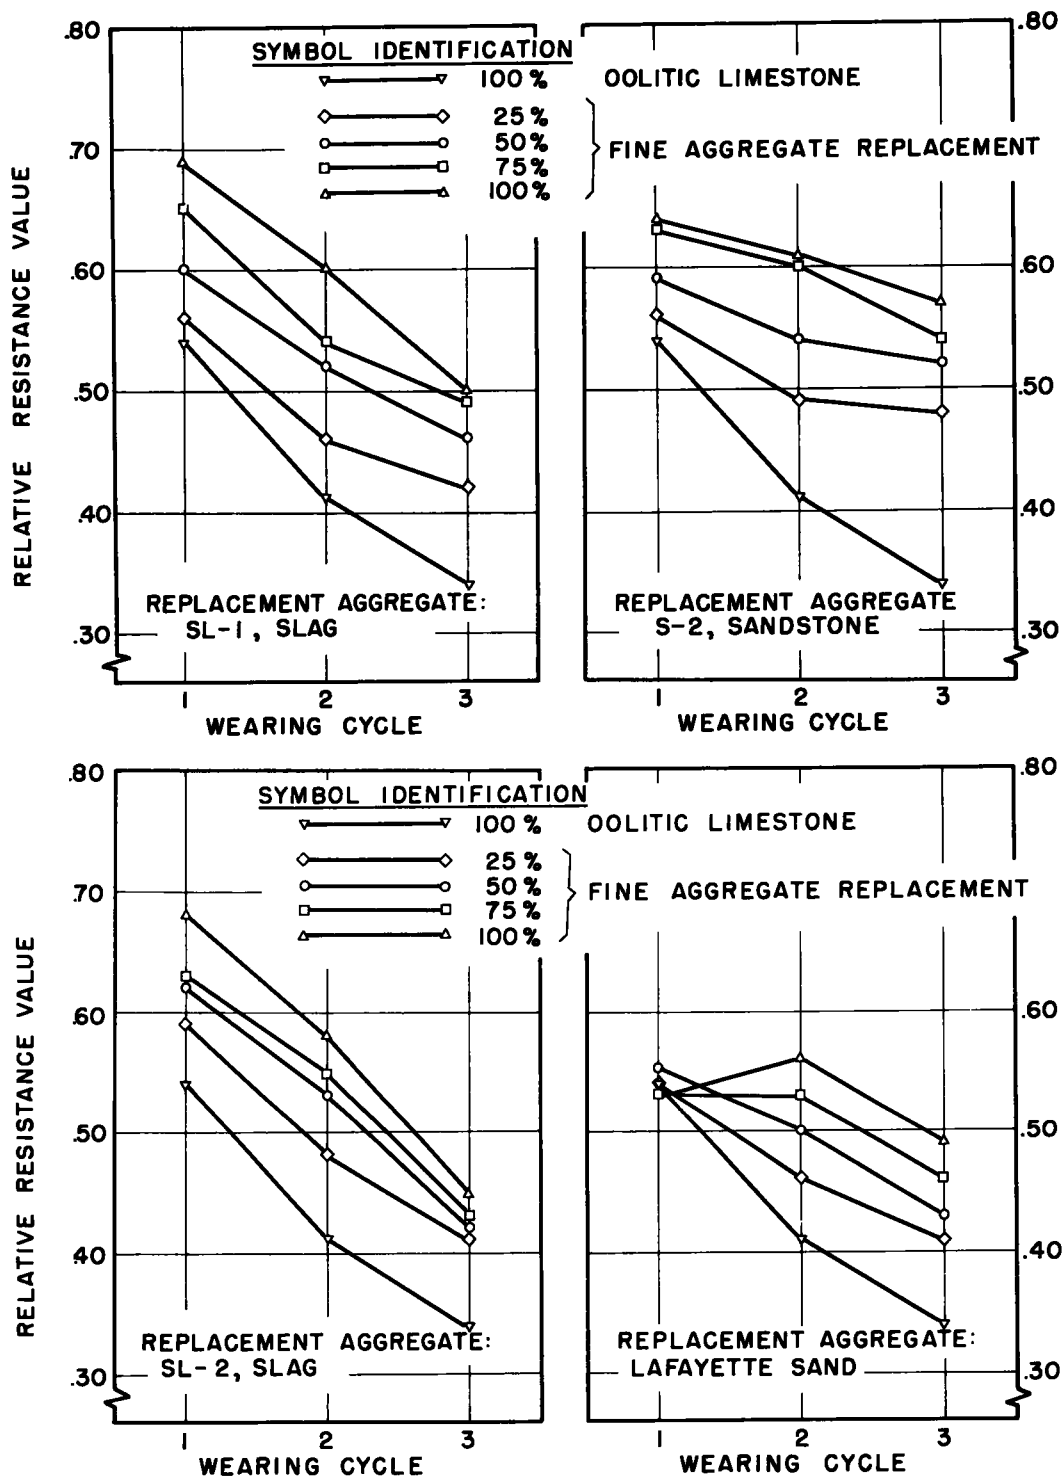 .80
SYMBOL IDENTIFICATION
100% OOLITIC LIMESTONE
25%
50%
75%
100%
FINE AGGREGATE REPLACEMENT
.70
.60
.50
.40
.30
RELATIVE RESISTANCE VALUE
REPLACEMENT AGGREGATE:
SL-1, SLAG
1 2 3
WEARING CYCLE
.80
.60
.50
.40
.30
REPLACEMENT AGGREGATE
S-2, SANDSTONE
1 2 3
WEARING CYCLE
.80
SYMBOL IDENTIFICATION
100% OOLITIC LIMESTONE
25%
50%
75%
100%
FINE AGGREGATE REPLACEMENT
.70
.60
.50
.40
.30
RELATIVE RESISTANCE VALUE
REPLACEMENT AGGREGATE:
SL-2, SLAG
1 2 3
WEARING CYCLE
.80
.60
.50
.40
.30
REPLACEMENT AGGREGATE:
LAFAYETTE SAND
1 2 3
WEARING CYCLE